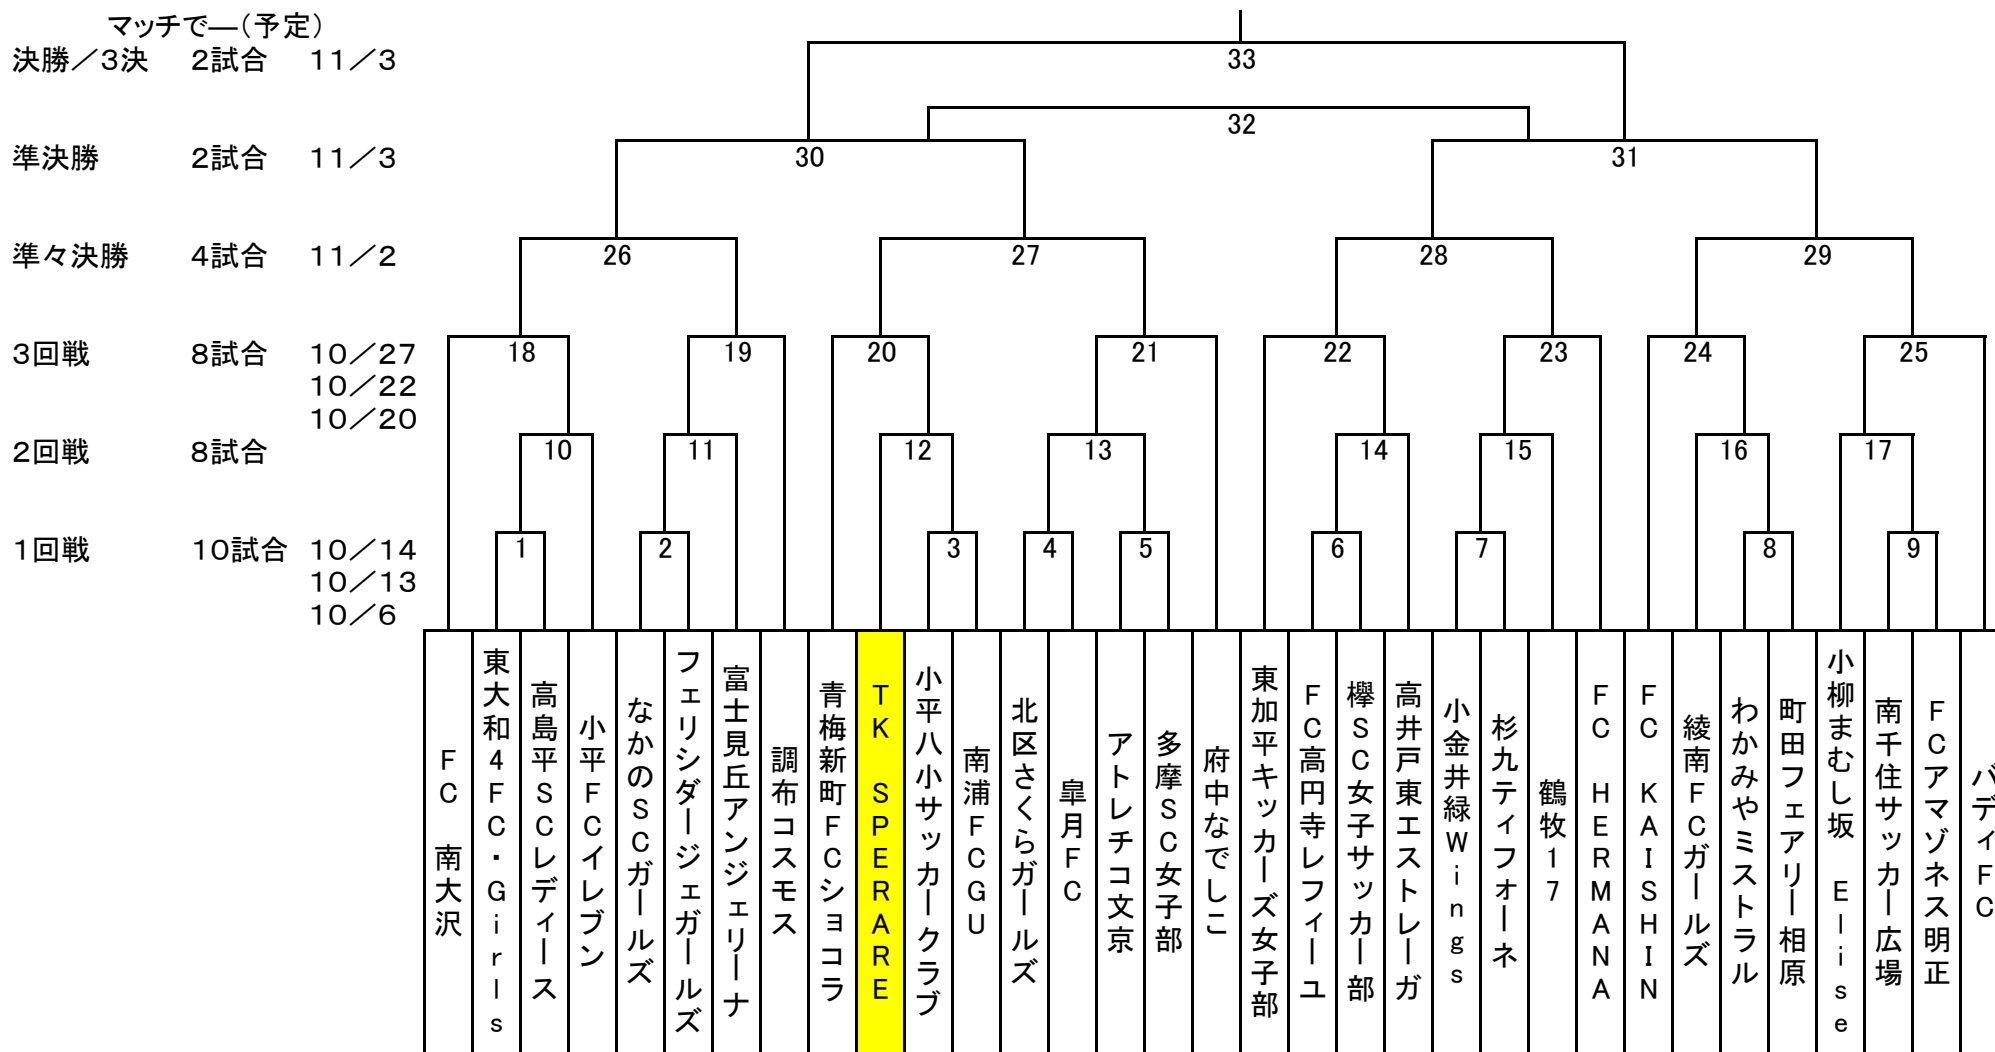 マッチで―（予定）
決勝／３決　２試合　１１／３
33
32
準決勝　２試合　１１／３
30
31
準々決勝　４試合　１１／２
26
27
28
29
３回戦　８試合　１０／２７
１０／２２
１０／２０
18
19
20
21
22
23
24
25
２回戦　８試合
10
11
12
13
14
15
16
17
１回戦　１０試合　１０／１４
１０／１３
１０／６
1
2
3
4
5
6
7
8
9
ＦＣ　南大沢
東大和４ＦＣ・Ｇｉｒｌｓ
高島平ＳＣレディース
小平ＦＣイレブン
なかのＳＣガールズ
フェリシダージェガールズ
富士見丘アンジェリーナ
調布コスモス
青梅新町ＦＣショコラ
ＴＫ　ＳＰＥＲＡＲＥ
小平八小サッカークラブ
南浦ＦＣＧＵ
北区さくらガールズ
皐月ＦＣ
アトレチコ文京
多摩ＳＣ女子部
府中なでしこ
東加平キッカーズ女子部
ＦＣ高円寺レフィーユ
欅ＳＣ女子サッカー部
高井戸東エストレーガ
小金井緑Ｗｉｎｇｓ
杉九ティフォーネ
鶴牧１７
ＦＣ　ＨＥＲＭＡＮＡ
ＦＣ　ＫＡＩＳＨＩＮ
綾南ＦＣガールズ
わかみやミストラル
町田フェアリー相原
小柳まむし坂　Ｅｌｉｓｅ
南千住サッカー広場
ＦＣアマゾネス明正
バディＦＣ